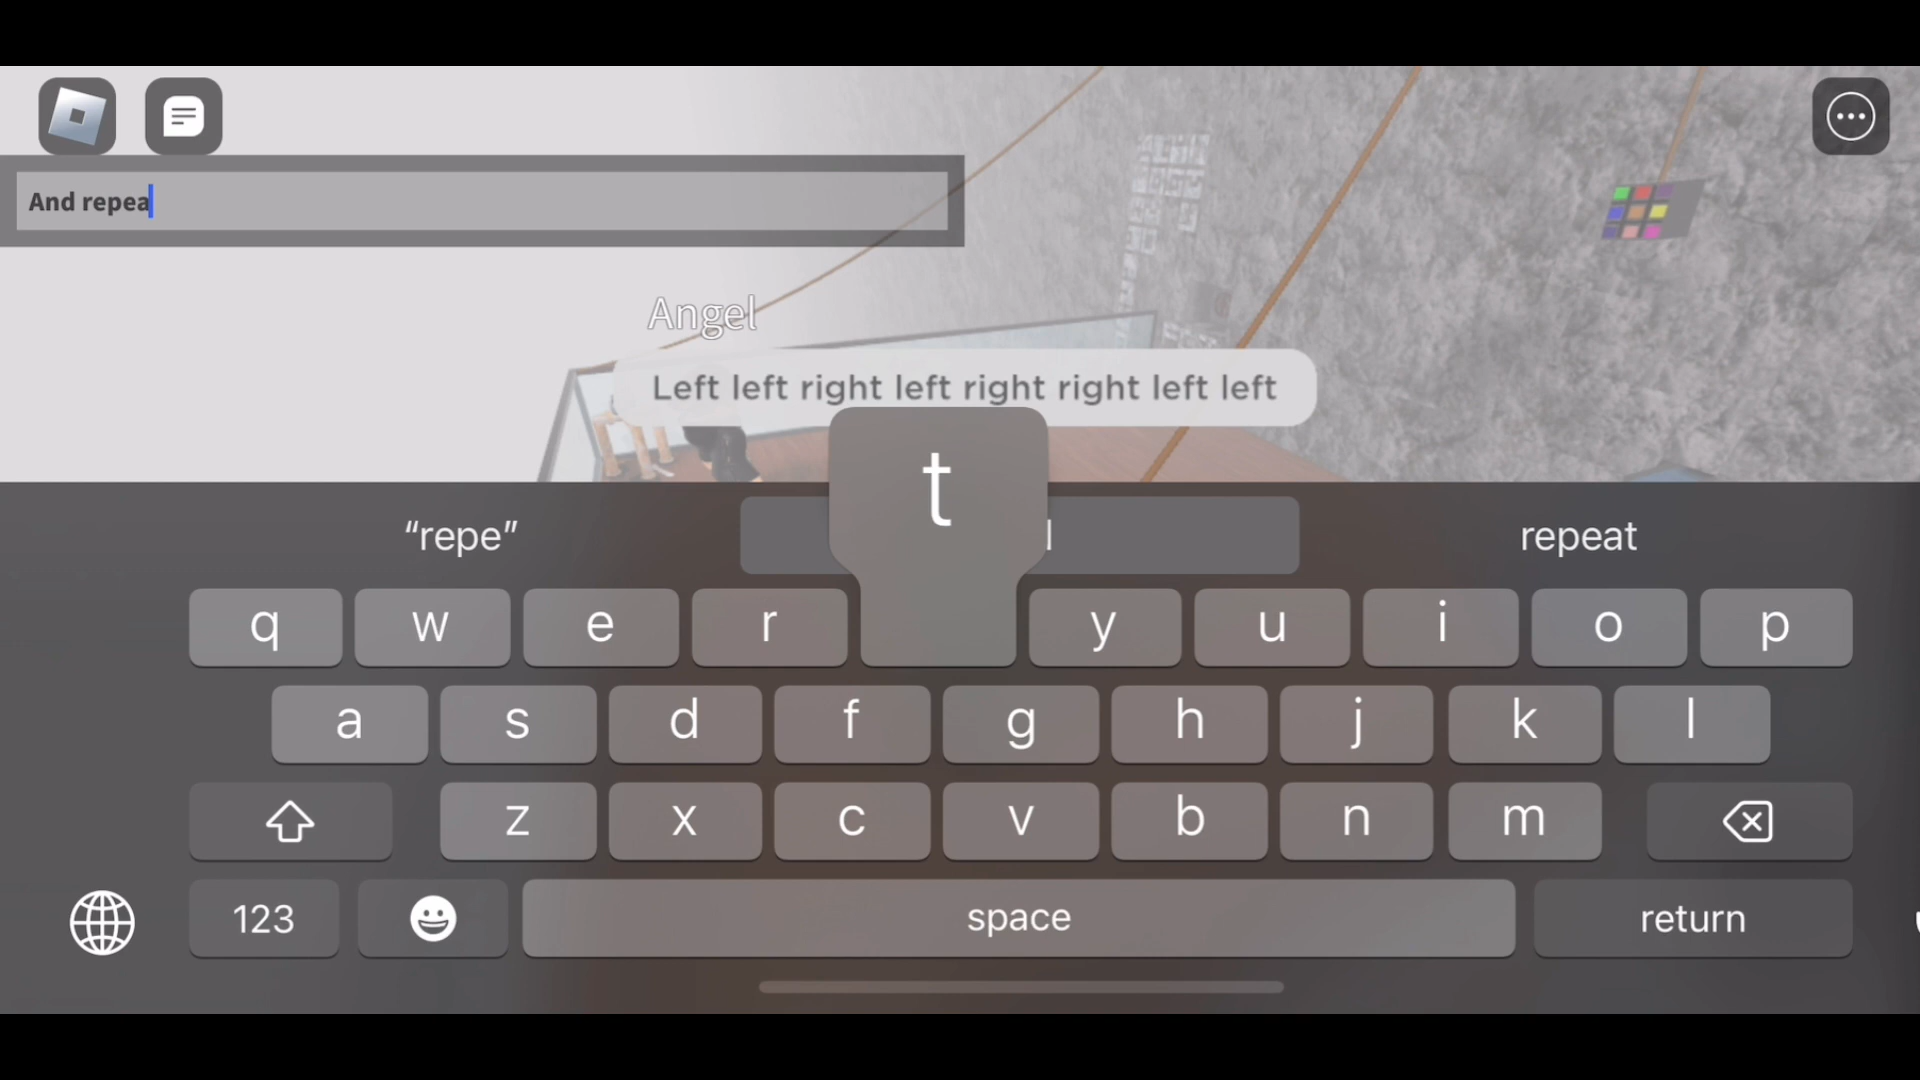 And repea
Angel
Left left right left right right left left
t
“repe” repeat
q w e r y u i o p
a s d f g h j k l
z x c v b n m
123 space return